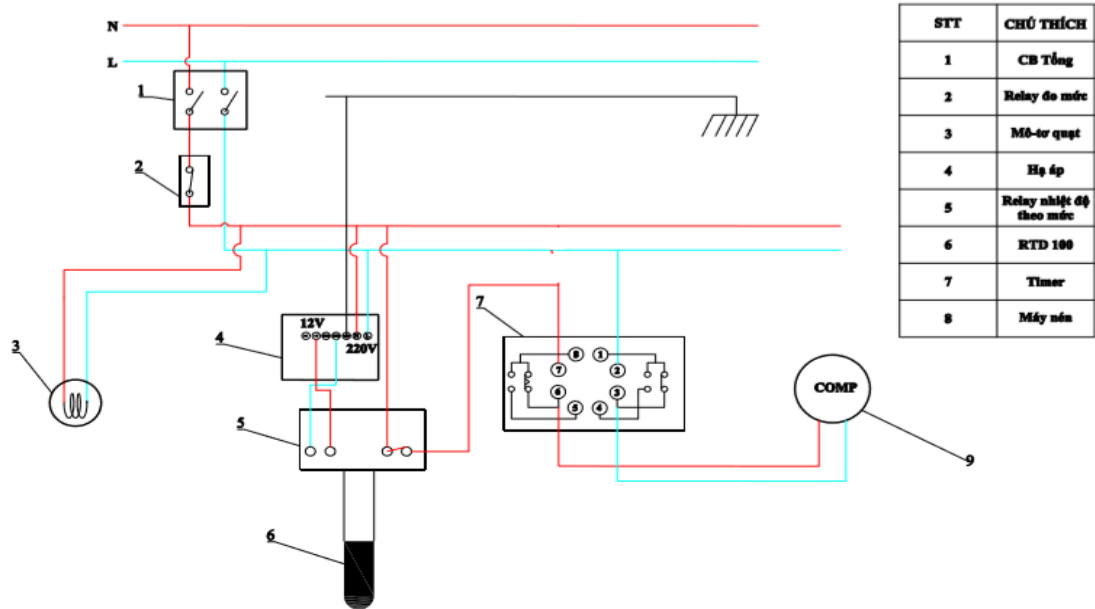 N
L
1
2
3
4
12V
220V
5
6
7
8
1
7
2
6
3
5
4
COMP
9
STT CHÚ THÍCH
1 CB Tổng
2 Relay đo mức
3 Mô-tơ quạt
4 Hạ áp
5 Relay nhiệt độ
theo mức
6 RTD 100
7 Timer
8 Máy nén